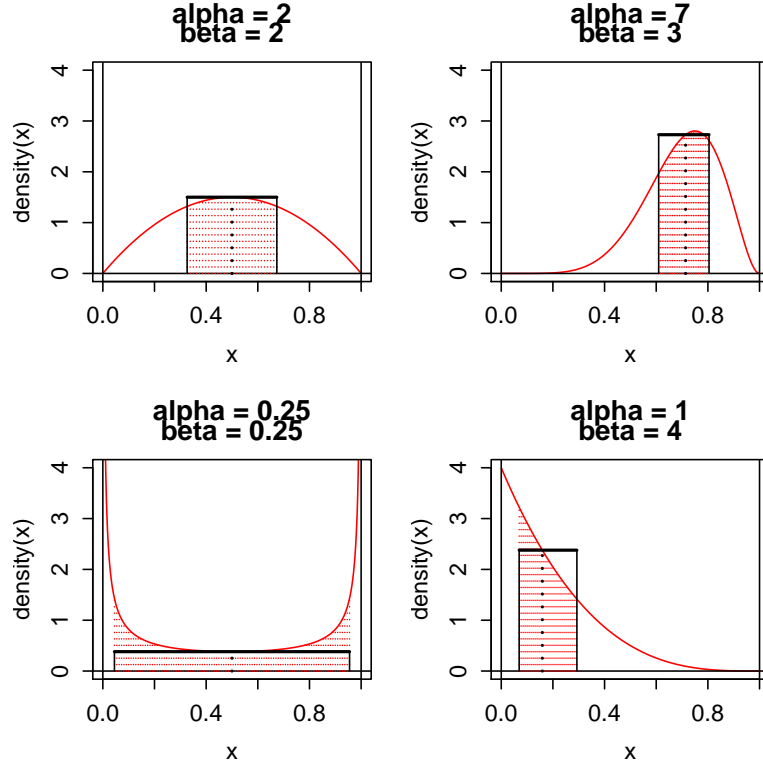 alpha = 2
beta = 2
density(x)
4
3
2
1
0
0.0 0.4 0.8
x
alpha = 7
beta = 3
density(x)
4
3
2
1
0
0.0 0.4 0.8
x
alpha = 0.25
beta = 0.25
density(x)
4
3
2
1
0
0.0 0.4 0.8
x
alpha = 1
beta = 4
density(x)
4
3
2
1
0
0.0 0.4 0.8
x